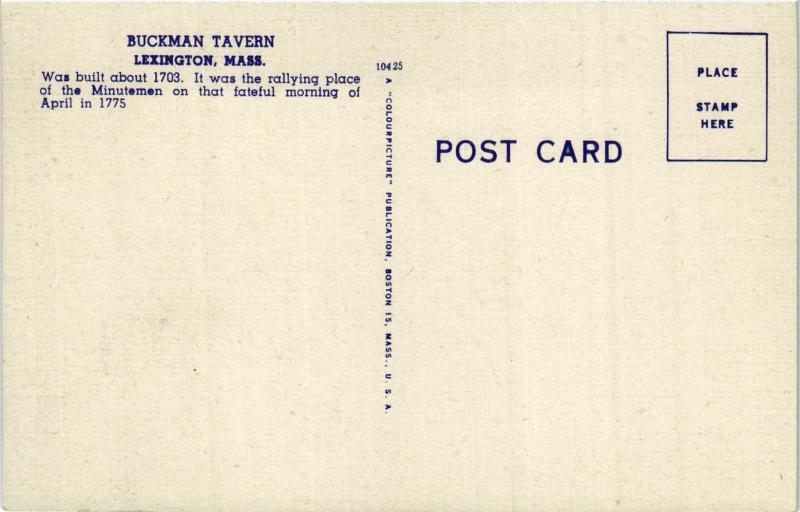 BUCKMAN TAVERN
LEXINGTON, MASS.
Was built about 1703. It was the rallying place
of the Minutemen on that fateful morning of
April in 1775
10425
A "COLOURPICTURE" PUBLICATION, BOSTON 15, MASS., U. S. A.
POST CARD
PLACE
STAMP
HERE